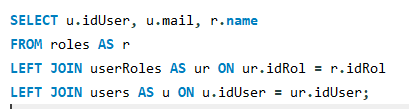 SELECT u.idUser, u.mail, r.name
FROM roles AS r
LEFT JOIN userRoles AS ur ON ur.idRol = r.idRol
LEFT JOIN users AS u ON u.idUser = ur.idUser;